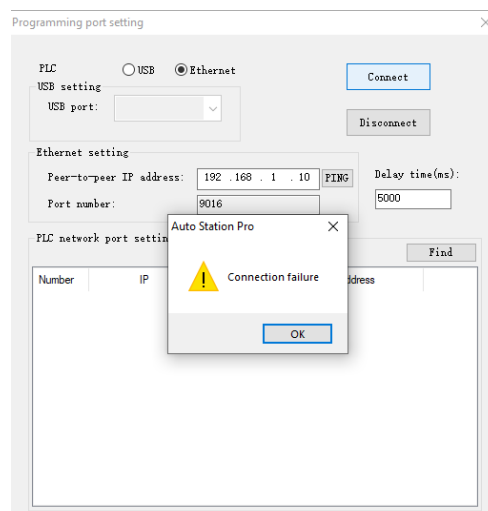 Programming port setting
PLC USB Ethernet
Connect
USB setting
USB port:
Disconnect
Ethernet setting
Peer-to-peer IP address: 192 .168 . 1 . 10 PING
Delay time(ms):
Port number: 9016
5000
Auto Station Pro
PLC network port settin
Find
Number IP ddress
Connection failure
OK